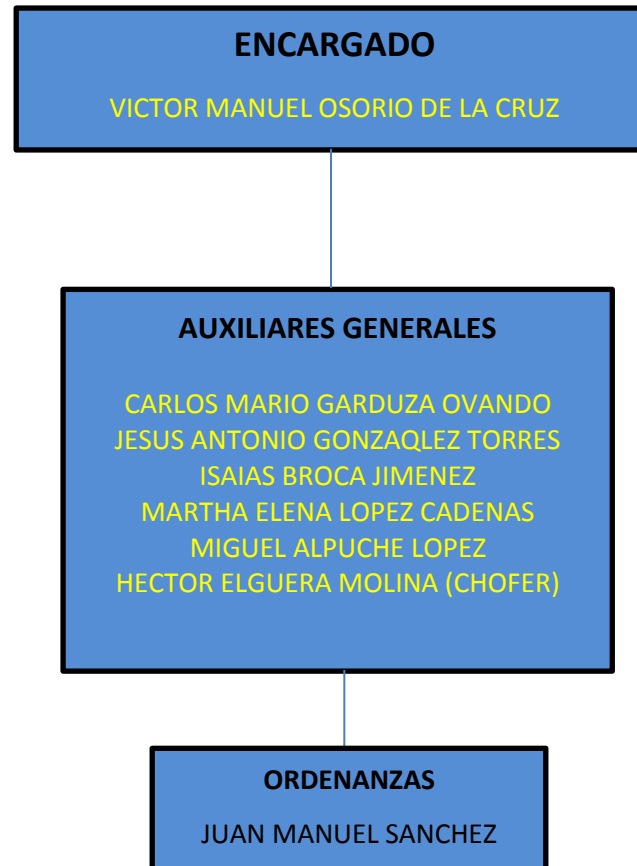 ENCARGADO
VICTOR MANUEL OSORIO DE LA CRUZ
AUXILIARES GENERALES
CARLOS MARIO GARDUZA OVANDO
JESUS ANTONIO GONZAQLEZ TORRES
ISAIAS BROCA JIMENEZ
MARTHA ELENA LOPEZ CADENAS
MIGUEL ALPUCHE LOPEZ
HECTOR ELGUERA MOLINA (CHOFER)
ORDENANZAS
JUAN MANUEL SANCHEZ